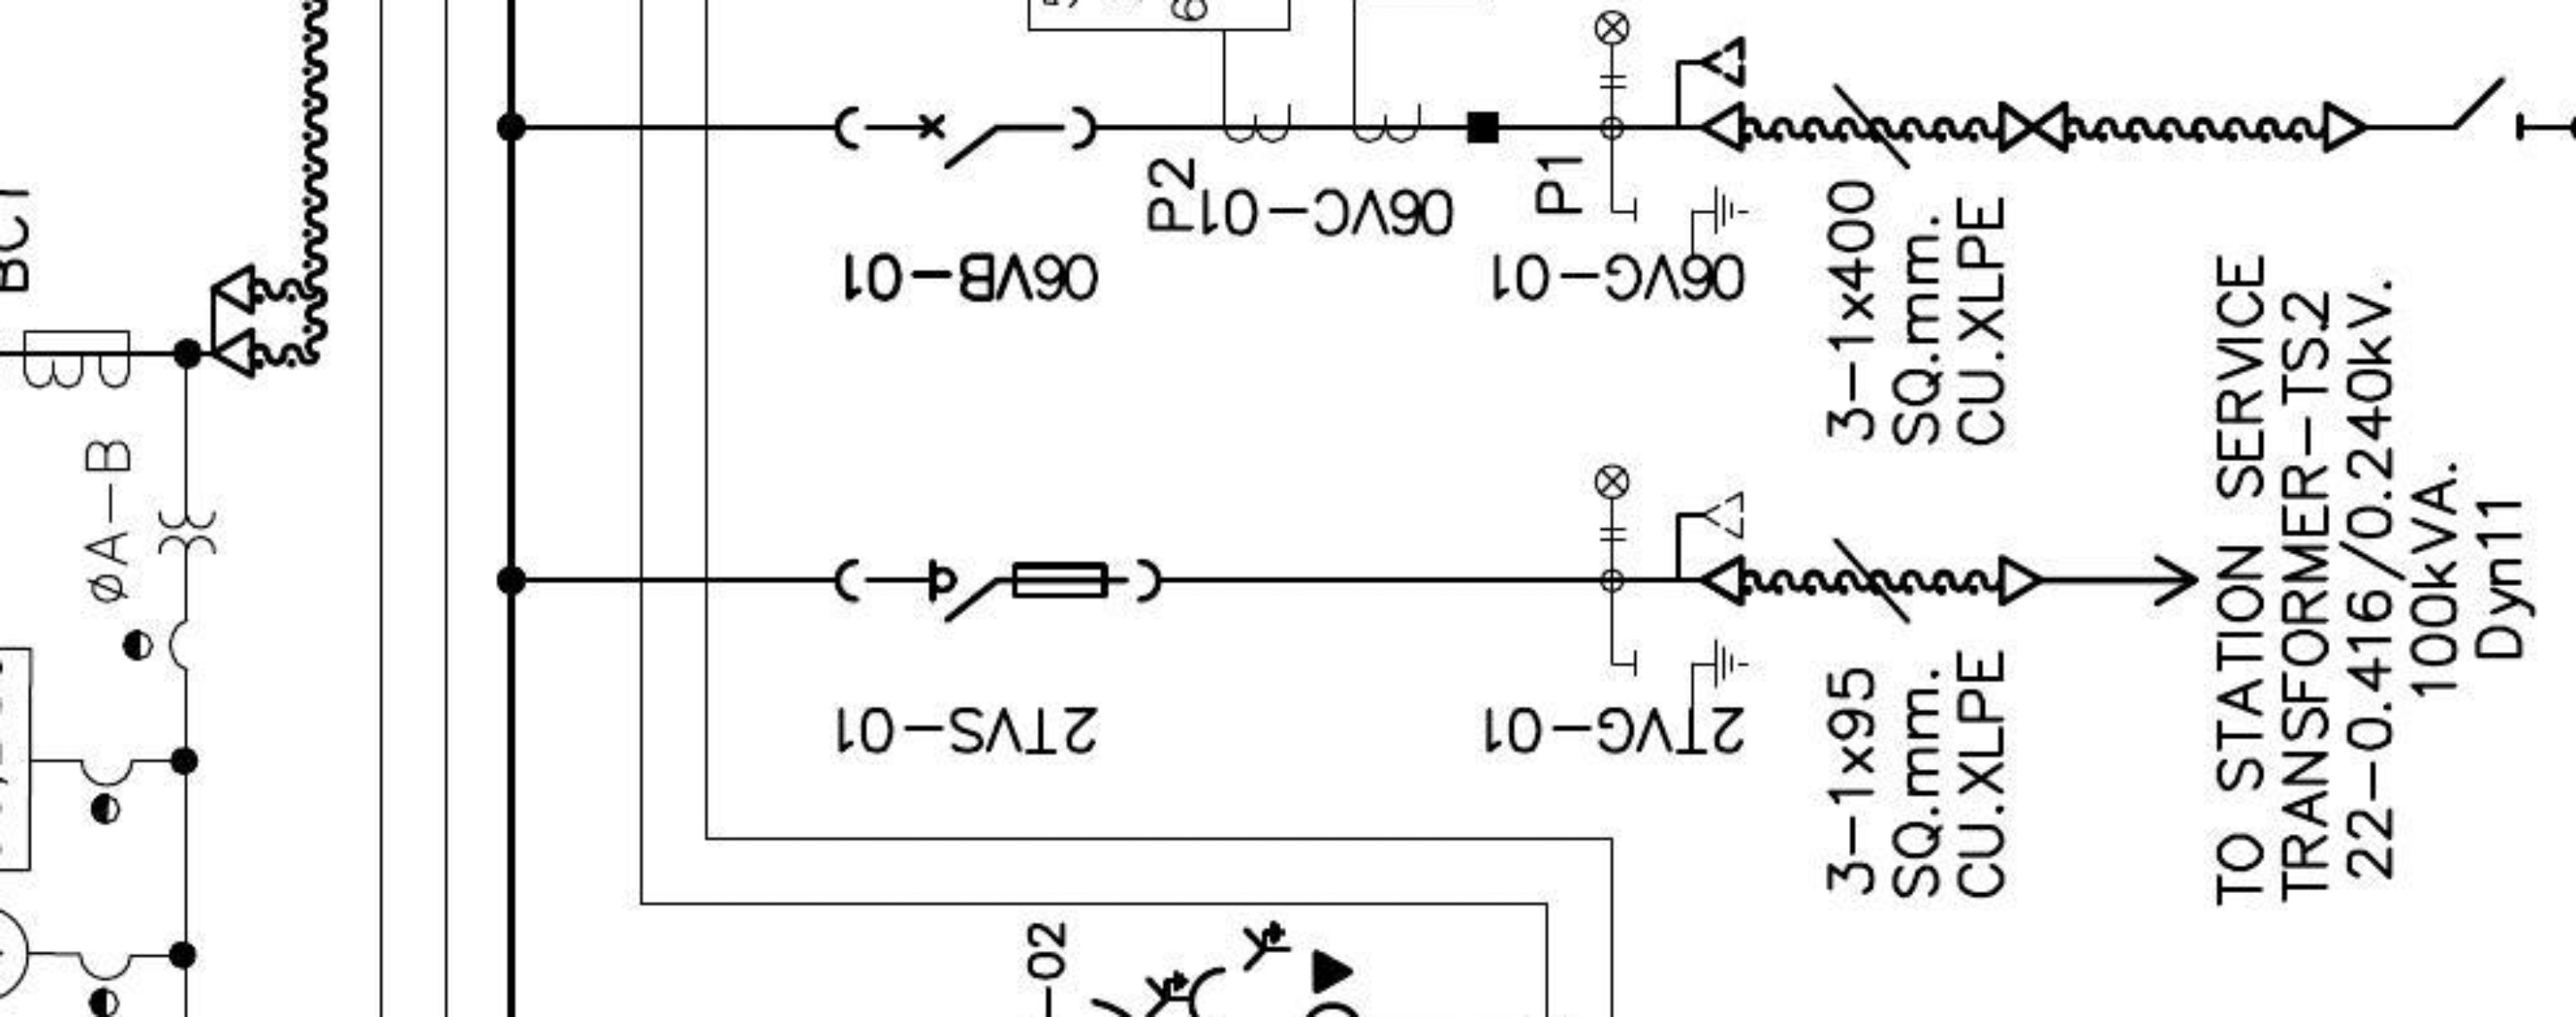 BCT
ØA-B
06VB-01
P2
06VC-01
P1
06VG-01
3-1x400
SQ.mm.
CU.XLPE
2TVS-01
2TVG-01
3-1x95
SQ.mm.
CU.XLPE
TO STATION SERVICE
TRANSFORMER-TS2
22-0.416/0.240kV.
100kVA.
Dyn11
-02